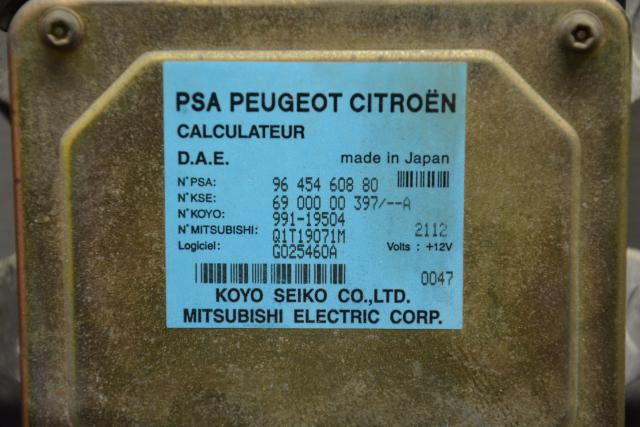 PSA PEUGEOT CITROËN
CALCULATEUR
D.A.E. made in Japan
N°PSA: 96 454 608 80
N°KSE: 69 000 00 397/--A
N°KOYO: 991-19504
N°MITSUBISHI: Q1T19071M 2112
Logiciel: G025460A Volts : +12V
0047
KOYO SEIKO CO.,LTD.
MITSUBISHI ELECTRIC CORP.